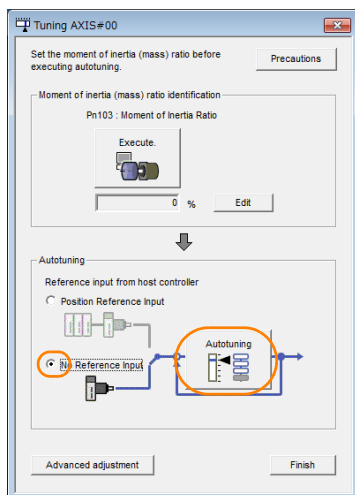 Tuning AXIS#00
Set the moment of inertia (mass) ratio before
executing autotuning.
Precautions
Moment of inertia (mass) ratio identification
Pn103 : Moment of Inertia Ratio
Execute.
0 % Edit
Autotuning
Reference input from host controller
Position Reference Input
Autotuning
No Reference Input
Advanced adjustment
Finish